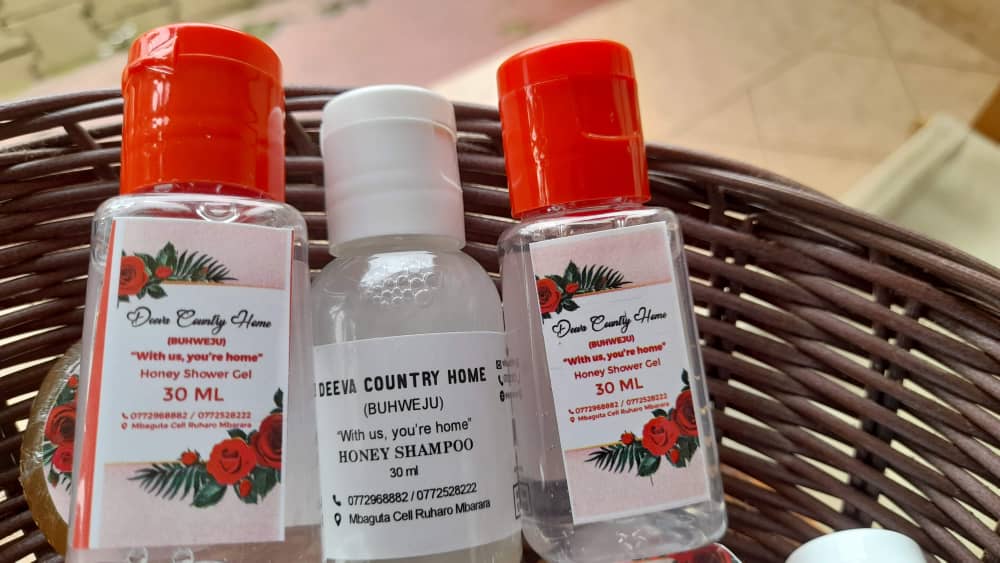 Deeva Country Home
(BUHWEJU)
"With us, you're home"
Honey Shower Gel
30 ML
0772968882 / 0772528222
Mbaguta Cell Ruharo Mbarara
DEEVA COUNTRY HOME
(BUHWEJU)
"With us, you're home"
HONEY SHAMPOO
30 ml
0772968882 / 0772528222
Mbaguta Cell Ruharo Mbarara
Deeva Country Home
(BUHWEJU)
"With us, you're home"
Honey Shower Gel
30 ML
0772968882 / 0772528222
Mbaguta Cell Ruharo Mbarara